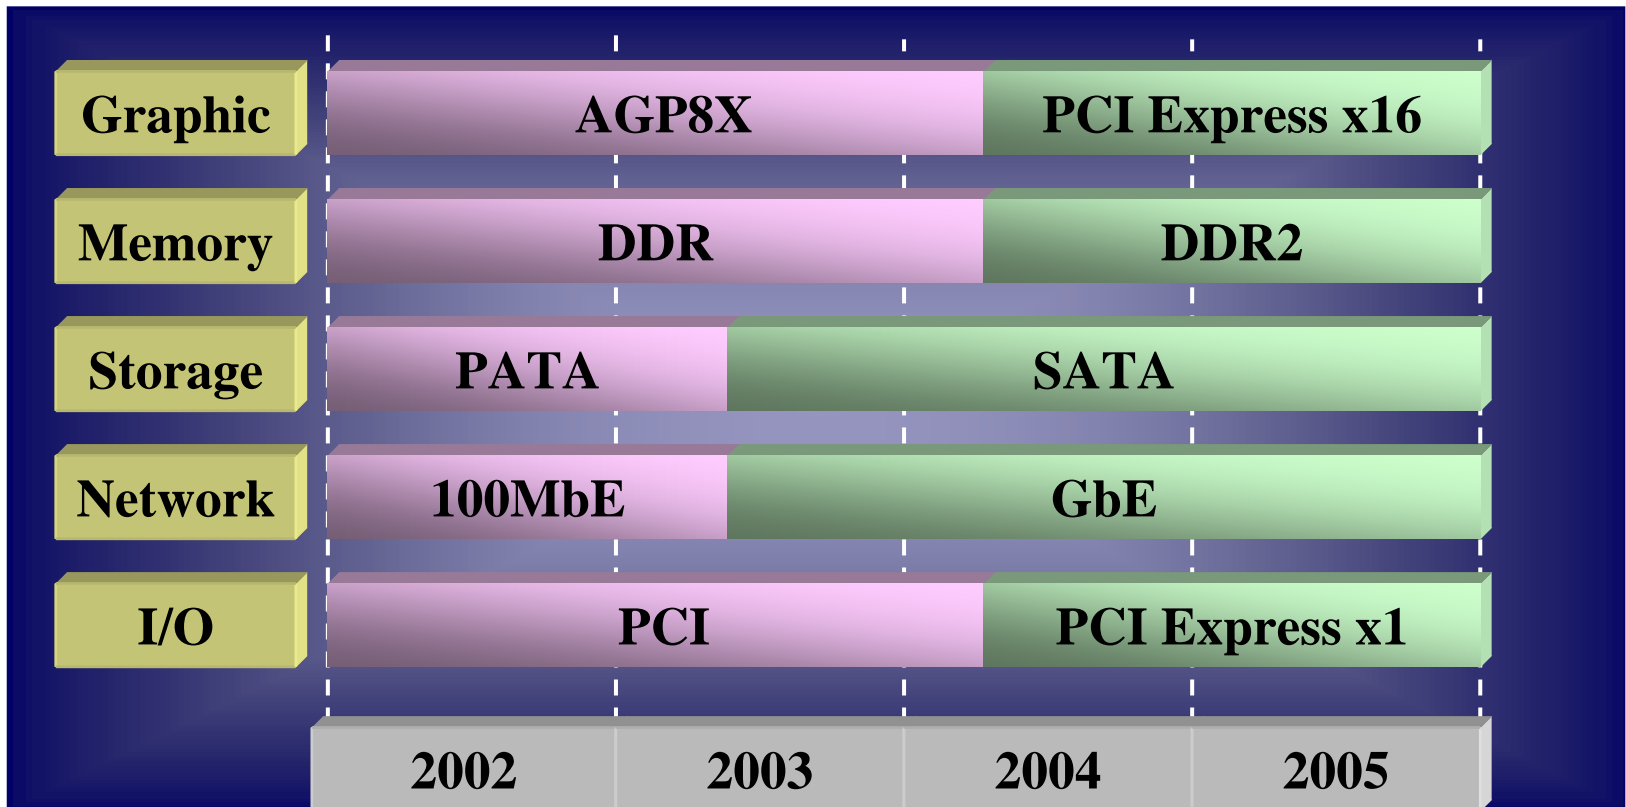 Graphic AGP8X PCI Express x16
Memory DDR DDR2
Storage PATA SATA
Network 100MbE GbE
I/O PCI PCI Express x1
2002 2003 2004 2005